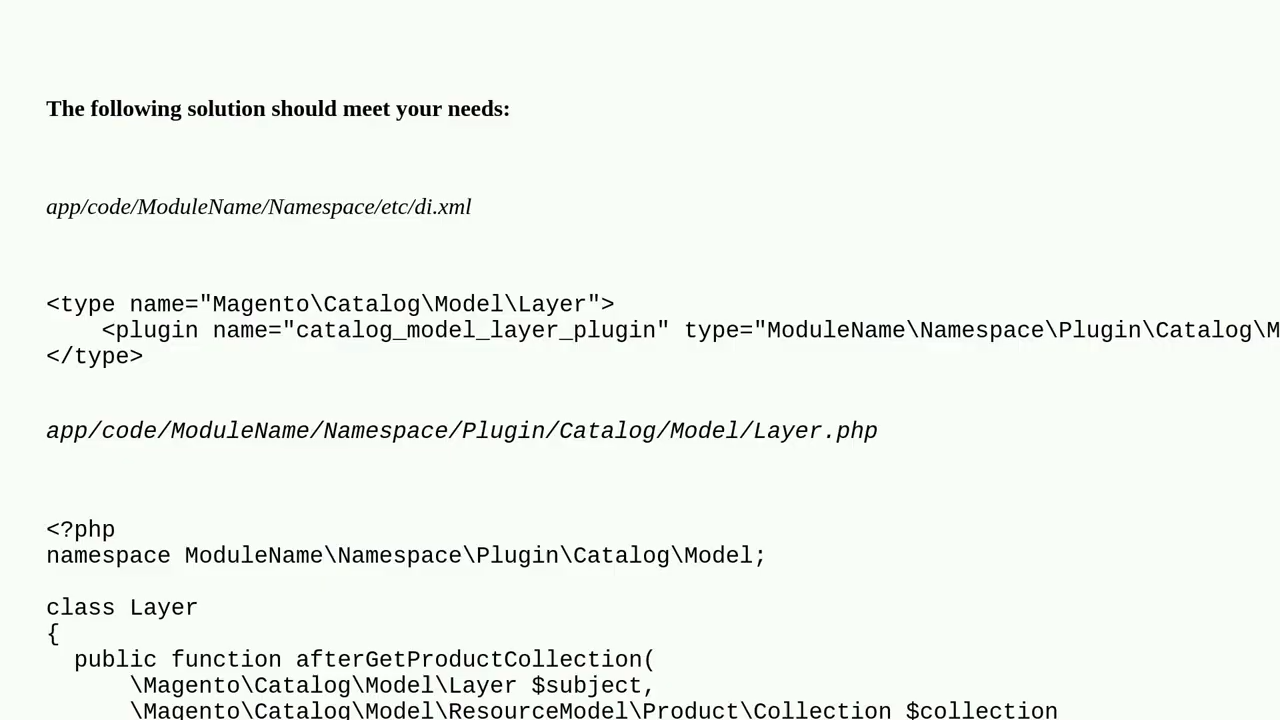 The following solution should meet your needs:
app/code/ModuleName/Namespace/etc/di.xml
<type name="Magento\Catalog\Model\Layer">
    <plugin name="catalog_model_layer_plugin" type="ModuleName\Namespace\Plugin\Catalog\M
</type>
app/code/ModuleName/Namespace/Plugin/Catalog/Model/Layer.php
<?php
namespace ModuleName\Namespace\Plugin\Catalog\Model;
class Layer
{
  public function afterGetProductCollection(
      \Magento\Catalog\Model\Layer $subject,
      \Magento\Catalog\Model\ResourceModel\Product\Collection $collection